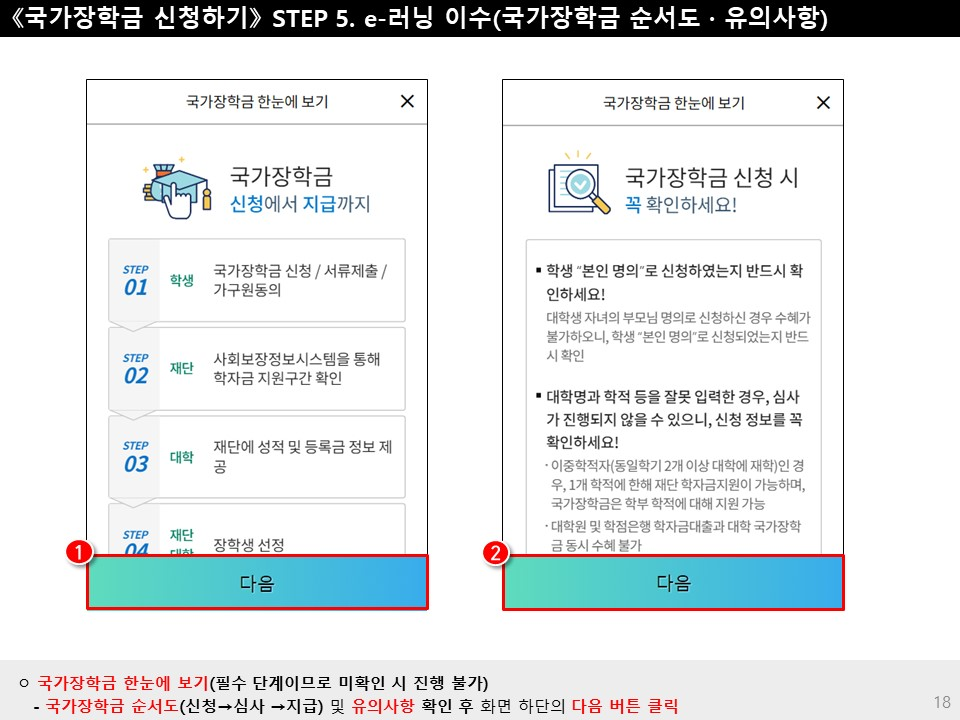 《국가장학금 신청하기》 STEP 5. e-러닝 이수(국가장학금 순서도 · 유의사항)
국가장학금 한눈에 보기 ×
국가장학금
신청에서 지급까지
STEP
01
학생
국가장학금 신청 / 서류제출 /
가구원동의
STEP
02
재단
사회보장정보시스템을 통해
학자금 지원구간 확인
STEP
03
대학
재단에 성적 및 등록금 정보 제
공
STEP
04
재단
대학
장학생 선정
1
다음
국가장학금 한눈에 보기 ×
국가장학금 신청 시
꼭 확인하세요!
▪ 학생 “본인 명의”로 신청하였는지 반드시 확
인하세요!
대학생 자녀의 부모님 명의로 신청하신 경우 수혜가
불가하오니, 학생 “본인 명의”로 신청되었는지 반드
시 확인
▪ 대학명과 학적 등을 잘못 입력한 경우, 심사
가 진행되지 않을 수 있으니, 신청 정보를 꼭
확인하세요!
· 이중학적자(동일학기 2개 이상 대학에 재학)인 경
우, 1개 학적에 한해 재단 학자금지원이 가능하며,
국가장학금은 학부 학적에 대해 지원 가능
· 대학원 및 학점은행 학자금대출과 대학 국가장학
금 동시 수혜 불가
2
다음
○ 국가장학금 한눈에 보기(필수 단계이므로 미확인 시 진행 불가)
- 국가장학금 순서도(신청→심사 →지급) 및 유의사항 확인 후 화면 하단의 다음 버튼 클릭
18